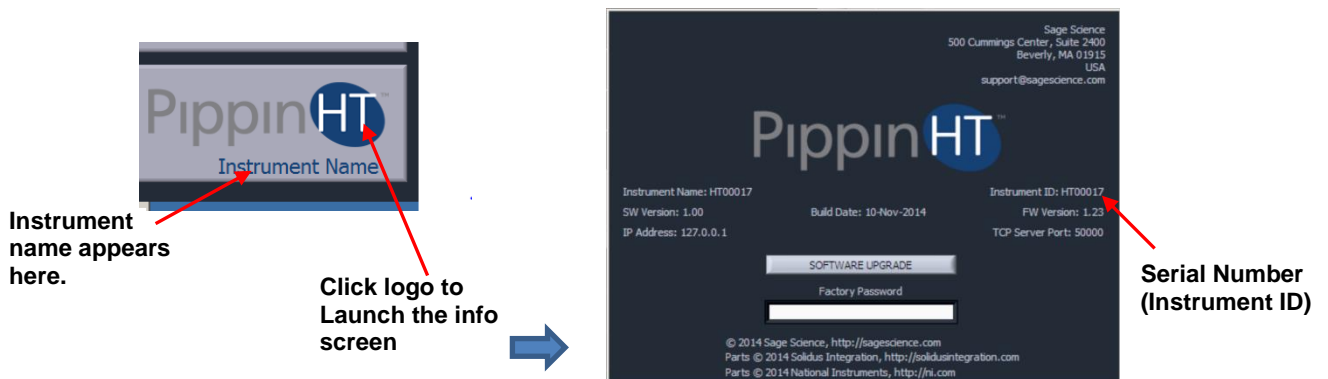 PippinHT™
Instrument Name
Instrument
name appears
here.
Click logo to
Launch the info
screen
Sage Science
500 Cummings Center, Suite 2400
Beverly, MA 01915
USA
support@sagescience.com
PippinHT™
Instrument Name: HT00017
Instrument ID: HT00017
SW Version: 1.00
Build Date: 10-Nov-2014
FW Version: 1.23
IP Address: 127.0.0.1
TCP Server Port: 50000
SOFTWARE UPGRADE
Factory Password
© 2014 Sage Science, http://sagescience.com
Parts © 2014 Solidus Integration, http://solidusintegration.com
Parts © 2014 National Instruments, http://ni.com
Serial Number
(Instrument ID)